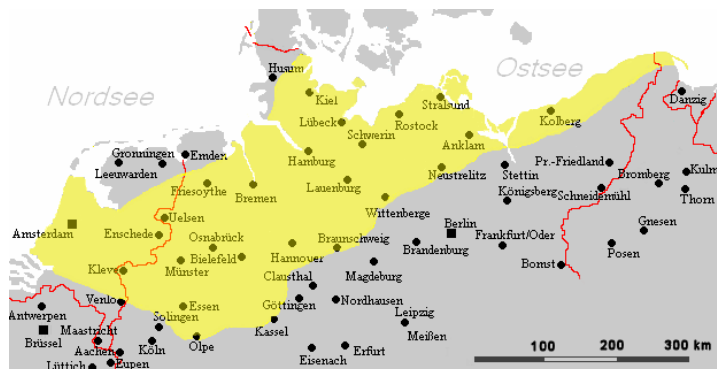 Husum
Nordsee
Ostsee
Kiel
Stralsund
Danzig
Lübeck
Rostock
Kolberg
Schwerin
Anklam
Gronningen
Emden
Hamburg
Leeuwarden
Neustrelitz
Stettin
Pr.-Friedland
Bromberg
Kulm
Friesoythe
Bremen
Lauenburg
Königsberg
Schneidemühl
Thorn
Wittenberge
Uelsen
Amsterdam
Enschede
Osnabrück
Braunschweig
Berlin
Gnesen
Brandenburg
Frankfurt/Oder
Posen
Kleve
Münster
Bielefeld
Hannover
Magdeburg
Bomst
Clausthal
Venlo
Essen
Göttingen
Nordhausen
Antwerpen
Solingen
Leipzig
Maastricht
Kassel
Meißen
Brüssel
Köln
Olpe
Aachen
Eisenach
Erfurt
100
200
300 km
Lüttich
Eupen